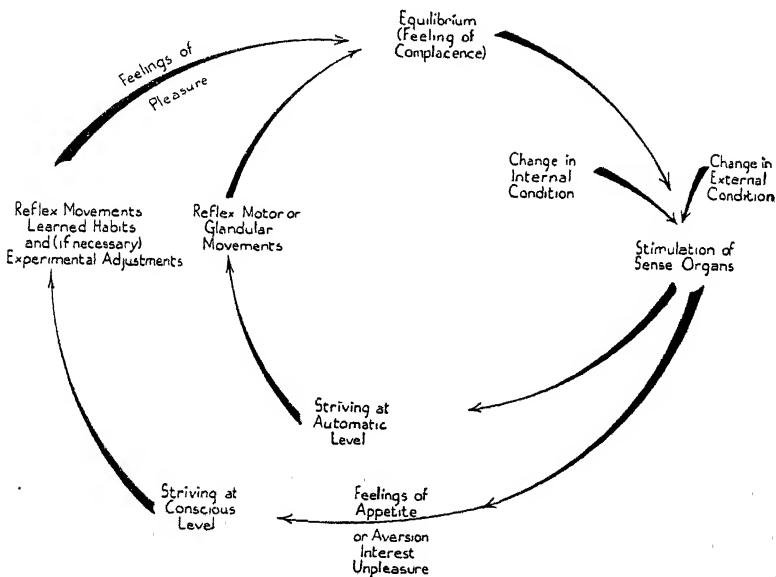 Equilibrium
(Feeling of
Complacence)
Feelings of
Pleasure
Change in
Internal
Condition
Change in
External
Condition
Reflex Movements
Learned Habits
and (if necessary)
Experimental Adjustments
Reflex Motor or
Glandular
Movements
Stimulation of
Sense Organs
Striving at
Automatic
Level
Striving at
Conscious
Level
Feelings of
Appetite
or Aversion
Interest
Unpleasure